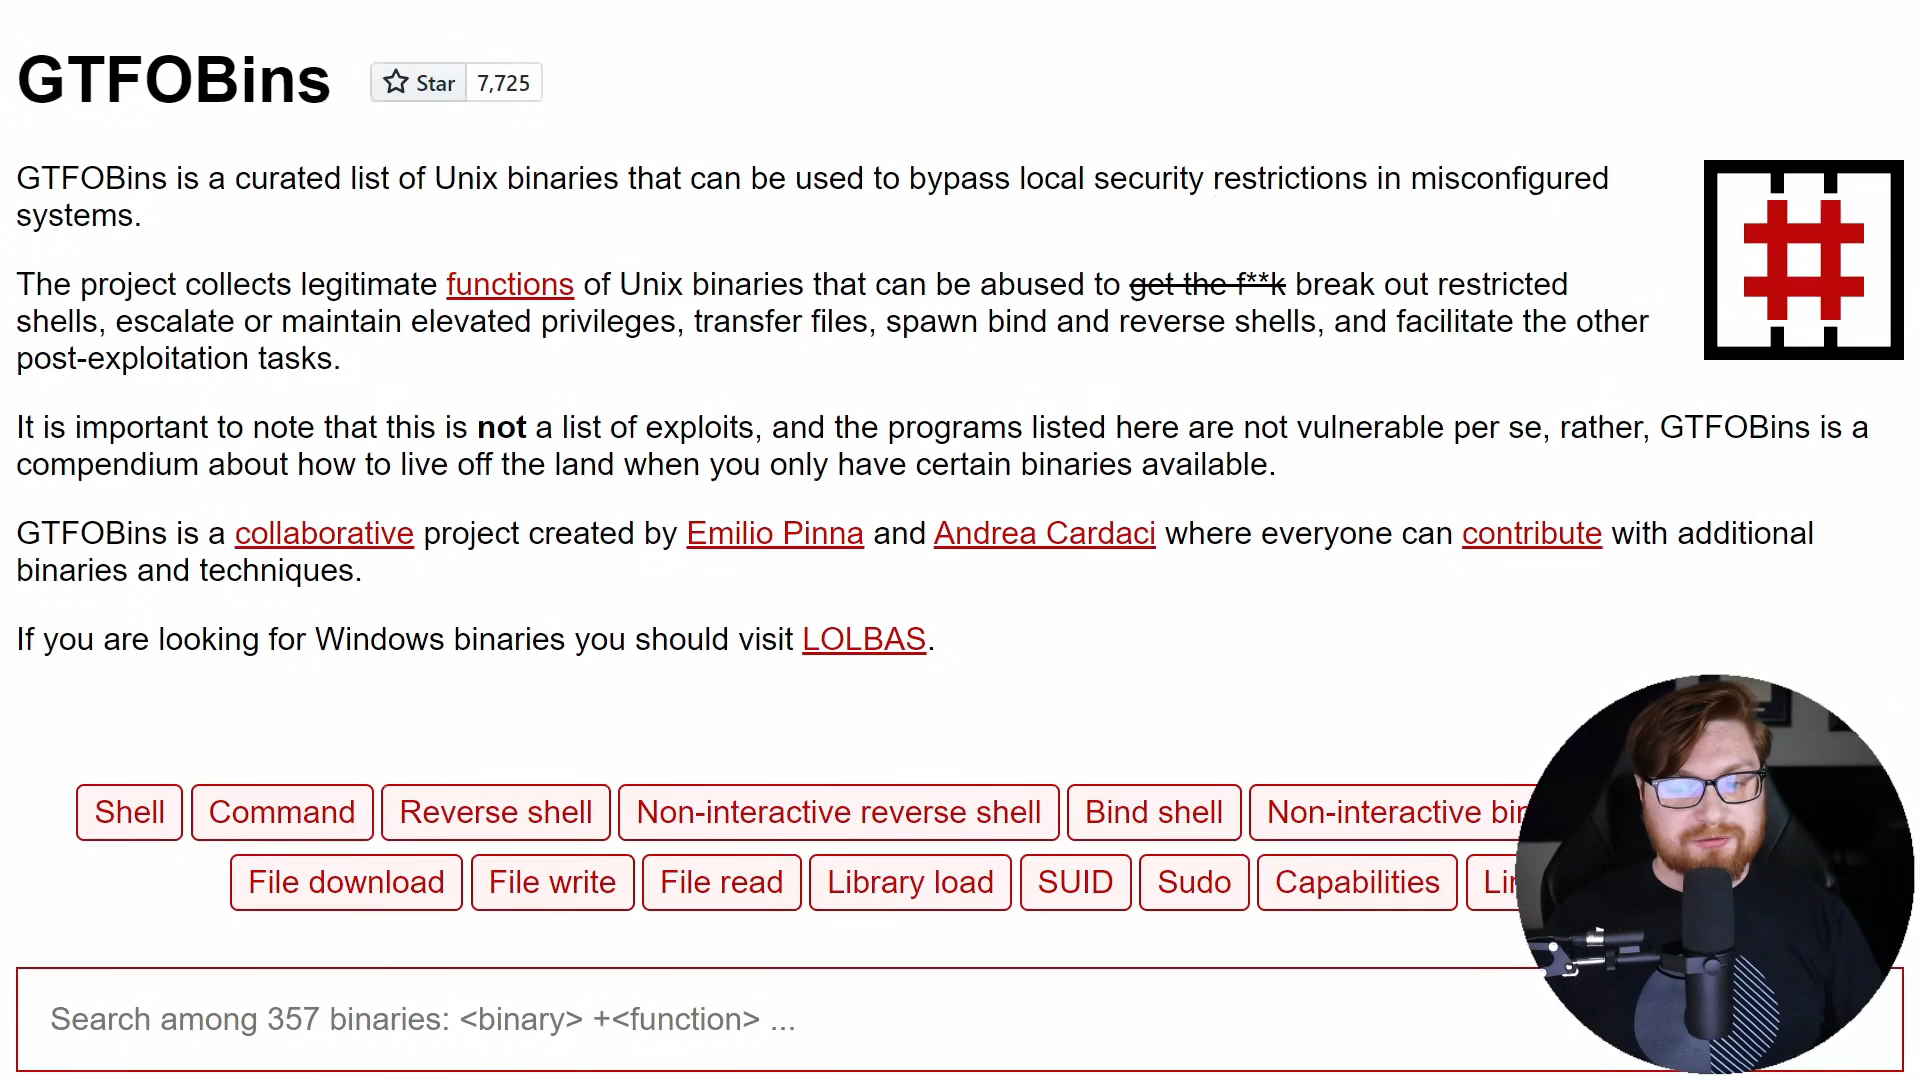 GTFOBins Star 7,725
GTFOBins is a curated list of Unix binaries that can be used to bypass local security restrictions in misconfigured
systems.
The project collects legitimate functions of Unix binaries that can be abused to get the f**k break out restricted
shells, escalate or maintain elevated privileges, transfer files, spawn bind and reverse shells, and facilitate the other
post-exploitation tasks.
It is important to note that this is not a list of exploits, and the programs listed here are not vulnerable per se, rather, GTFOBins is a
compendium about how to live off the land when you only have certain binaries available.
GTFOBins is a collaborative project created by Emilio Pinna and Andrea Cardaci where everyone can contribute with additional
binaries and techniques.
If you are looking for Windows binaries you should visit LOLBAS.
Shell Command Reverse shell Non-interactive reverse shell Bind shell Non-interactive
File download File write File read Library load SUID Sudo Capabilities
Search among 357 binaries: <binary> +<function> ...